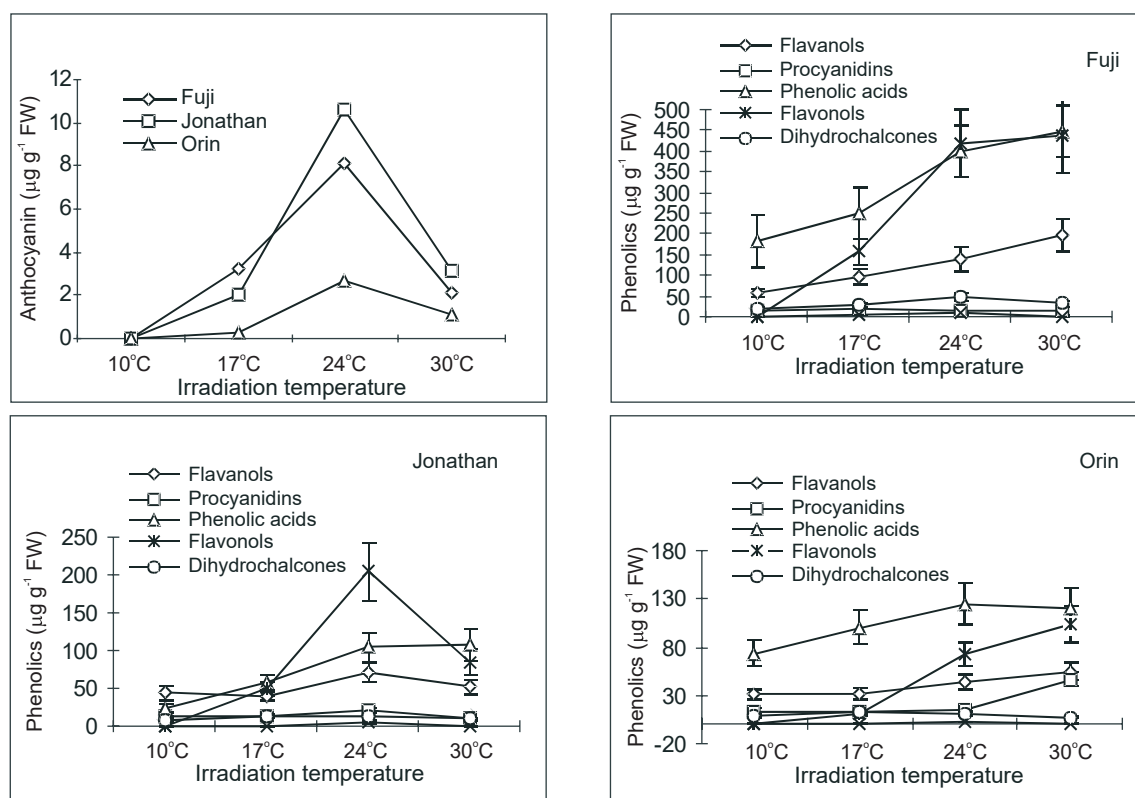 12
10
8
6
4
2
0
Anthocyanin (µg g⁻¹ FW)
Fuji
Jonathan
Orin
10°C 17°C 24°C 30°C
Irradiation temperature
Fuji
Flavanols
Procyanidins
Phenolic acids
Flavonols
Dihydrochalcones
500
450
400
350
300
250
200
150
100
50
0
Phenolics (µg g⁻¹ FW)
10°C 17°C 24°C 30°C
Irradiation temperature
Jonathan
Flavanols
Procyanidins
Phenolic acids
Flavonols
Dihydrochalcones
250
200
150
100
50
0
Phenolics (µg g⁻¹ FW)
10°C 17°C 24°C 30°C
Irradiation temperature
Orin
Flavanols
Procyanidins
Phenolic acids
Flavonols
Dihydrochalcones
180
130
80
30
-20
Phenolics (µg g⁻¹ FW)
10°C 17°C 24°C 30°C
Irradiation temperature